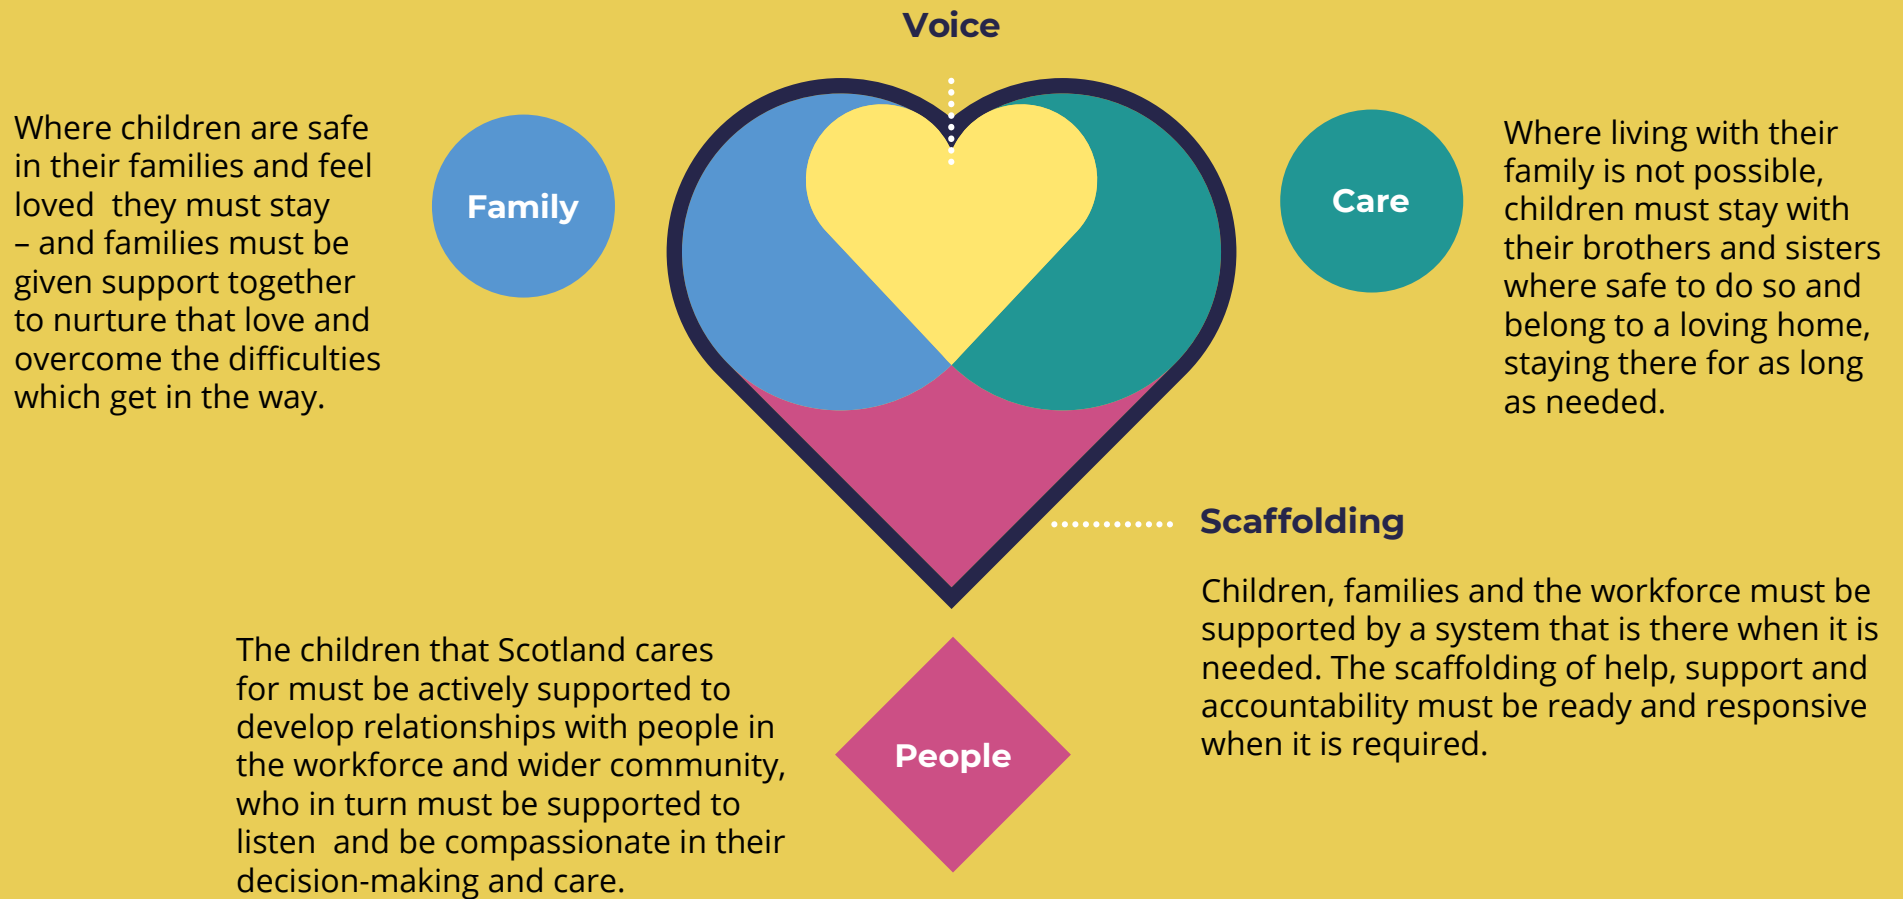 Voice
Where children are safe
in their families and feel
loved  they must stay
– and families must be
given support together
to nurture that love and
overcome the difficulties
which get in the way.
Family
Care
Where living with their
family is not possible,
children must stay with
their brothers and sisters
where safe to do so and
belong to a loving home,
staying there for as long
as needed.
Scaffolding
Children, families and the workforce must be
supported by a system that is there when it is
needed. The scaffolding of help, support and
accountability must be ready and responsive
when it is required.
The children that Scotland cares
for must be actively supported to
develop relationships with people in
the workforce and wider community,
who in turn must be supported to
listen  and be compassionate in their
decision-making and care.
People